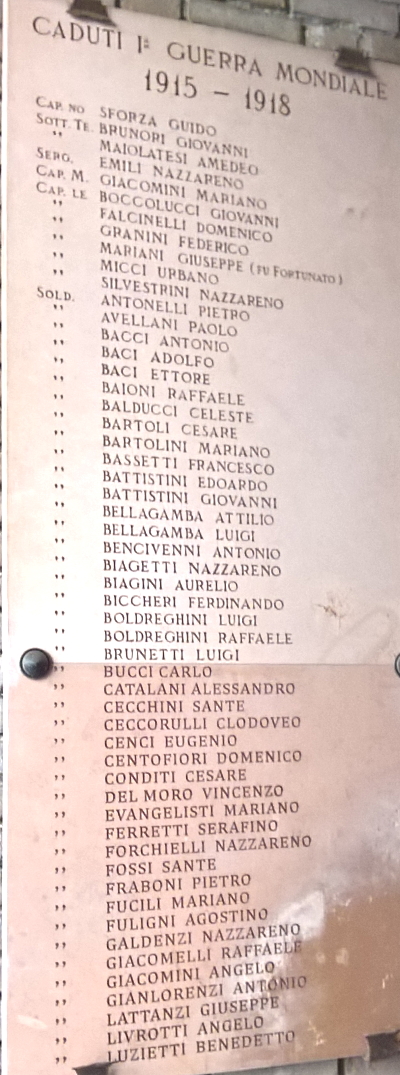 CADUTI Iª GUERRA MONDIALE
1915 – 1918
CAP. NO SFORZA GUIDO
SOTT. TE. BRUNORI GIOVANNI
,, MAIOLATESI AMEDEO
SERG. EMILI NAZZARENO
CAP. M. GIACOMINI MARIANO
CAP. LE BOCCOLUCCI GIOVANNI
,, FALCINELLI DOMENICO
,, GRANINI FEDERICO
,, MARIANI GIUSEPPE (FU FORTUNATO)
,, MICCI URBANO
,, SILVESTRINI NAZZARENO
SOLD. ANTONELLI PIETRO
,, AVELLANI PAOLO
,, BACCI ANTONIO
,, BACI ADOLFO
,, BACI ETTORE
,, BAIONI RAFFAELE
,, BALDUCCI CELESTE
,, BARTOLI CESARE
,, BARTOLINI MARIANO
,, BASSETTI FRANCESCO
,, BATTISTINI EDOARDO
,, BATTISTINI GIOVANNI
,, BELLAGAMBA ATTILIO
,, BELLAGAMBA LUIGI
,, BENCIVENNI ANTONIO
,, BIAGETTI NAZZARENO
,, BIAGINI AURELIO
,, BICCHERI FERDINANDO
,, BOLDREGHINI LUIGI
,, BOLDREGHINI RAFFAELE
,, BRUNETTI LUIGI
,, BUCCI CARLO
,, CATALANI ALESSANDRO
,, CECCHINI SANTE
,, CECCORULLI CLODOVEO
,, CENCI EUGENIO
,, CENTOFIORI DOMENICO
,, CONDITI CESARE
,, DEL MORO VINCENZO
,, EVANGELISTI MARIANO
,, FERRETTI SERAFINO
,, FORCHIELLI NAZZARENO
,, FOSSI SANTE
,, FRABONI PIETRO
,, FUCILI MARIANO
,, FULIGNI AGOSTINO
,, GALDENZI NAZZARENO
,, GIACOMELLI RAFFAELE
,, GIACOMINI ANGELO
,, GIANLORENZI ANTONIO
,, LATTANZI GIUSEPPE
,, LIVROTTI ANGELO
,, LUZIETTI BENEDETTO